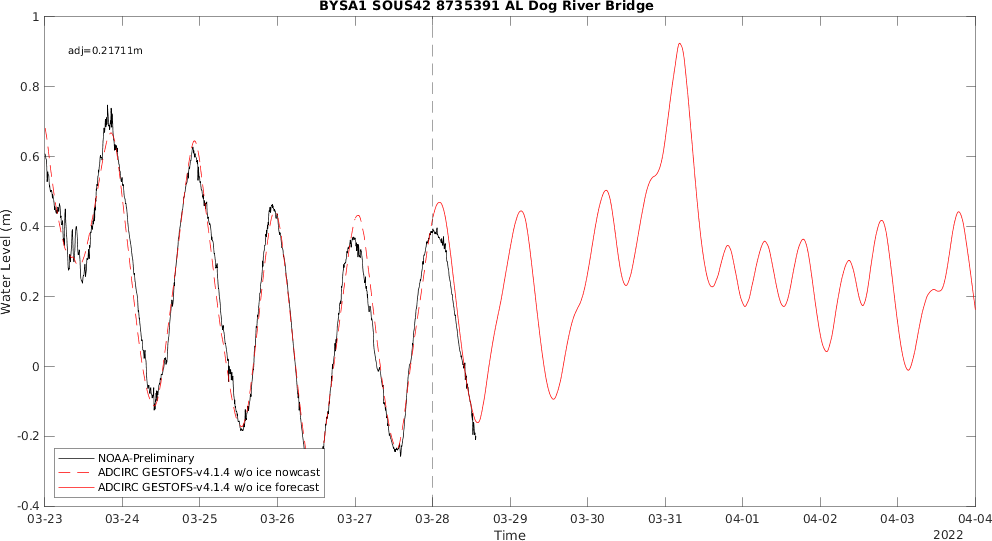 BYSA1 SOUS42 8735391 AL Dog River Bridge
adj=0.21711m
Water Level (m)
1
0.8
0.6
0.4
0.2
0
-0.2
-0.4
NOAA-Preliminary
ADCIRC GESTOFS-v4.1.4 w/o ice nowcast
ADCIRC GESTOFS-v4.1.4 w/o ice forecast
03-23 03-24 03-25 03-26 03-27 03-28 03-29 03-30 03-31 04-01 04-02 04-03 04-04
Time
2022